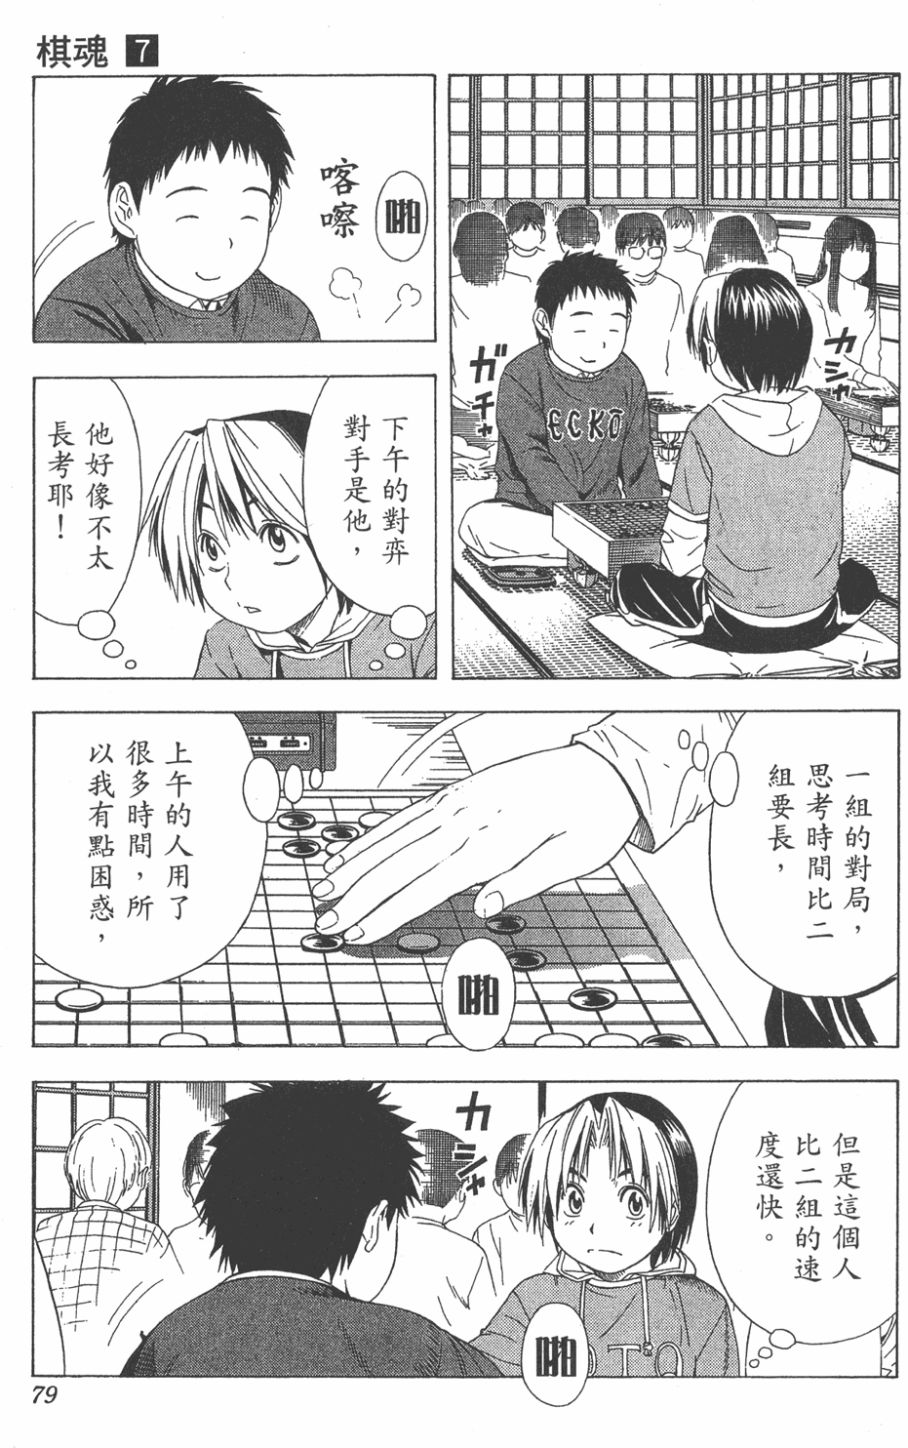 棋魂 7
ガチャ
カシャ
ECKŌ
喀嚓
啪
下午的對弈
對手是他，
他好像不太
長考耶！
一組的對局，
思考時間比二
組要長，
上午的人用了
很多時間，所
以我有點困惑，
啪
但是這個人
比二組的速
度還快。
カシャ
啪
79